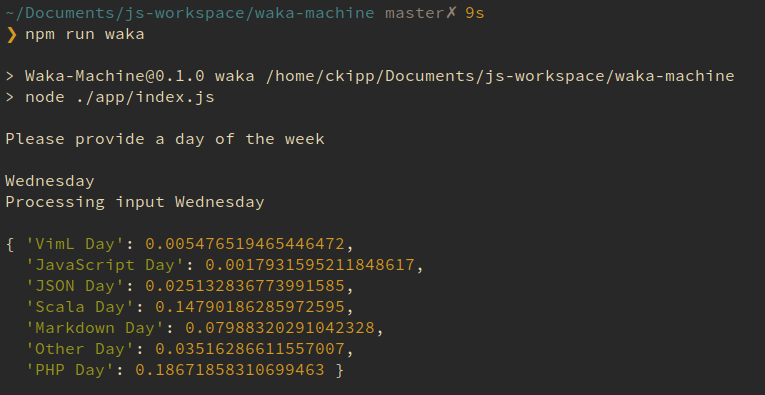 ~/Documents/js-workspace/waka-machine master✗ 9s
❯ npm run waka
> Waka-Machine@0.1.0 waka /home/ckipp/Documents/js-workspace/waka-machine
> node ./app/index.js
Please provide a day of the week
Wednesday
Processing input Wednesday
{ 'VimL Day': 0.005476519465446472,
'JavaScript Day': 0.0017931595211848617,
'JSON Day': 0.025132836773991585,
'Scala Day': 0.14790186285972595,
'Markdown Day': 0.07988320291042328,
'Other Day': 0.03516286611557007,
'PHP Day': 0.18671858310699463 }